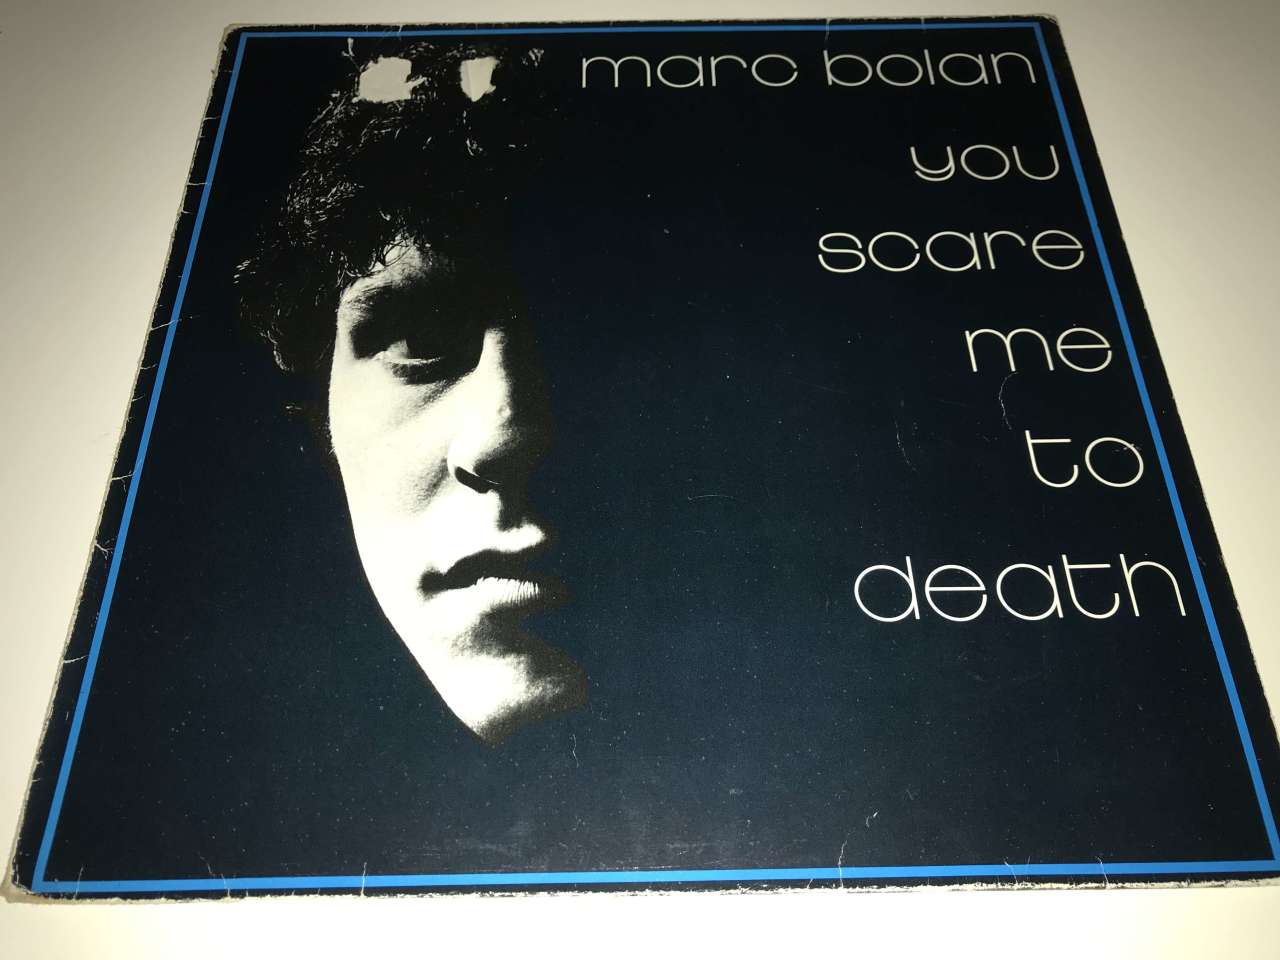 marc bolan
you
scare
me
to
death